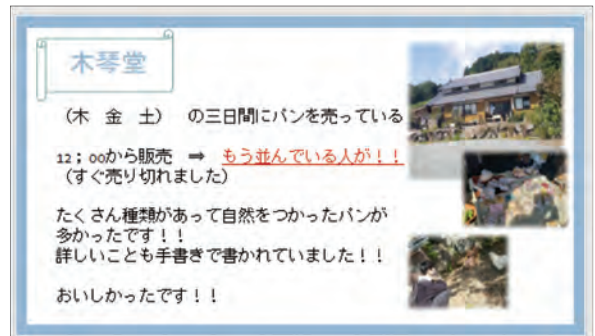 木琴堂
（木 金 土） の三日間にパンを売っている
12；00から販売 ➡ もう並んでいる人が！！
（すぐ売り切れました）
たくさん種類があって自然をつかったパンが
多かったです！！
詳しいことも手書きで書かれていました！！
おいしかったです！！